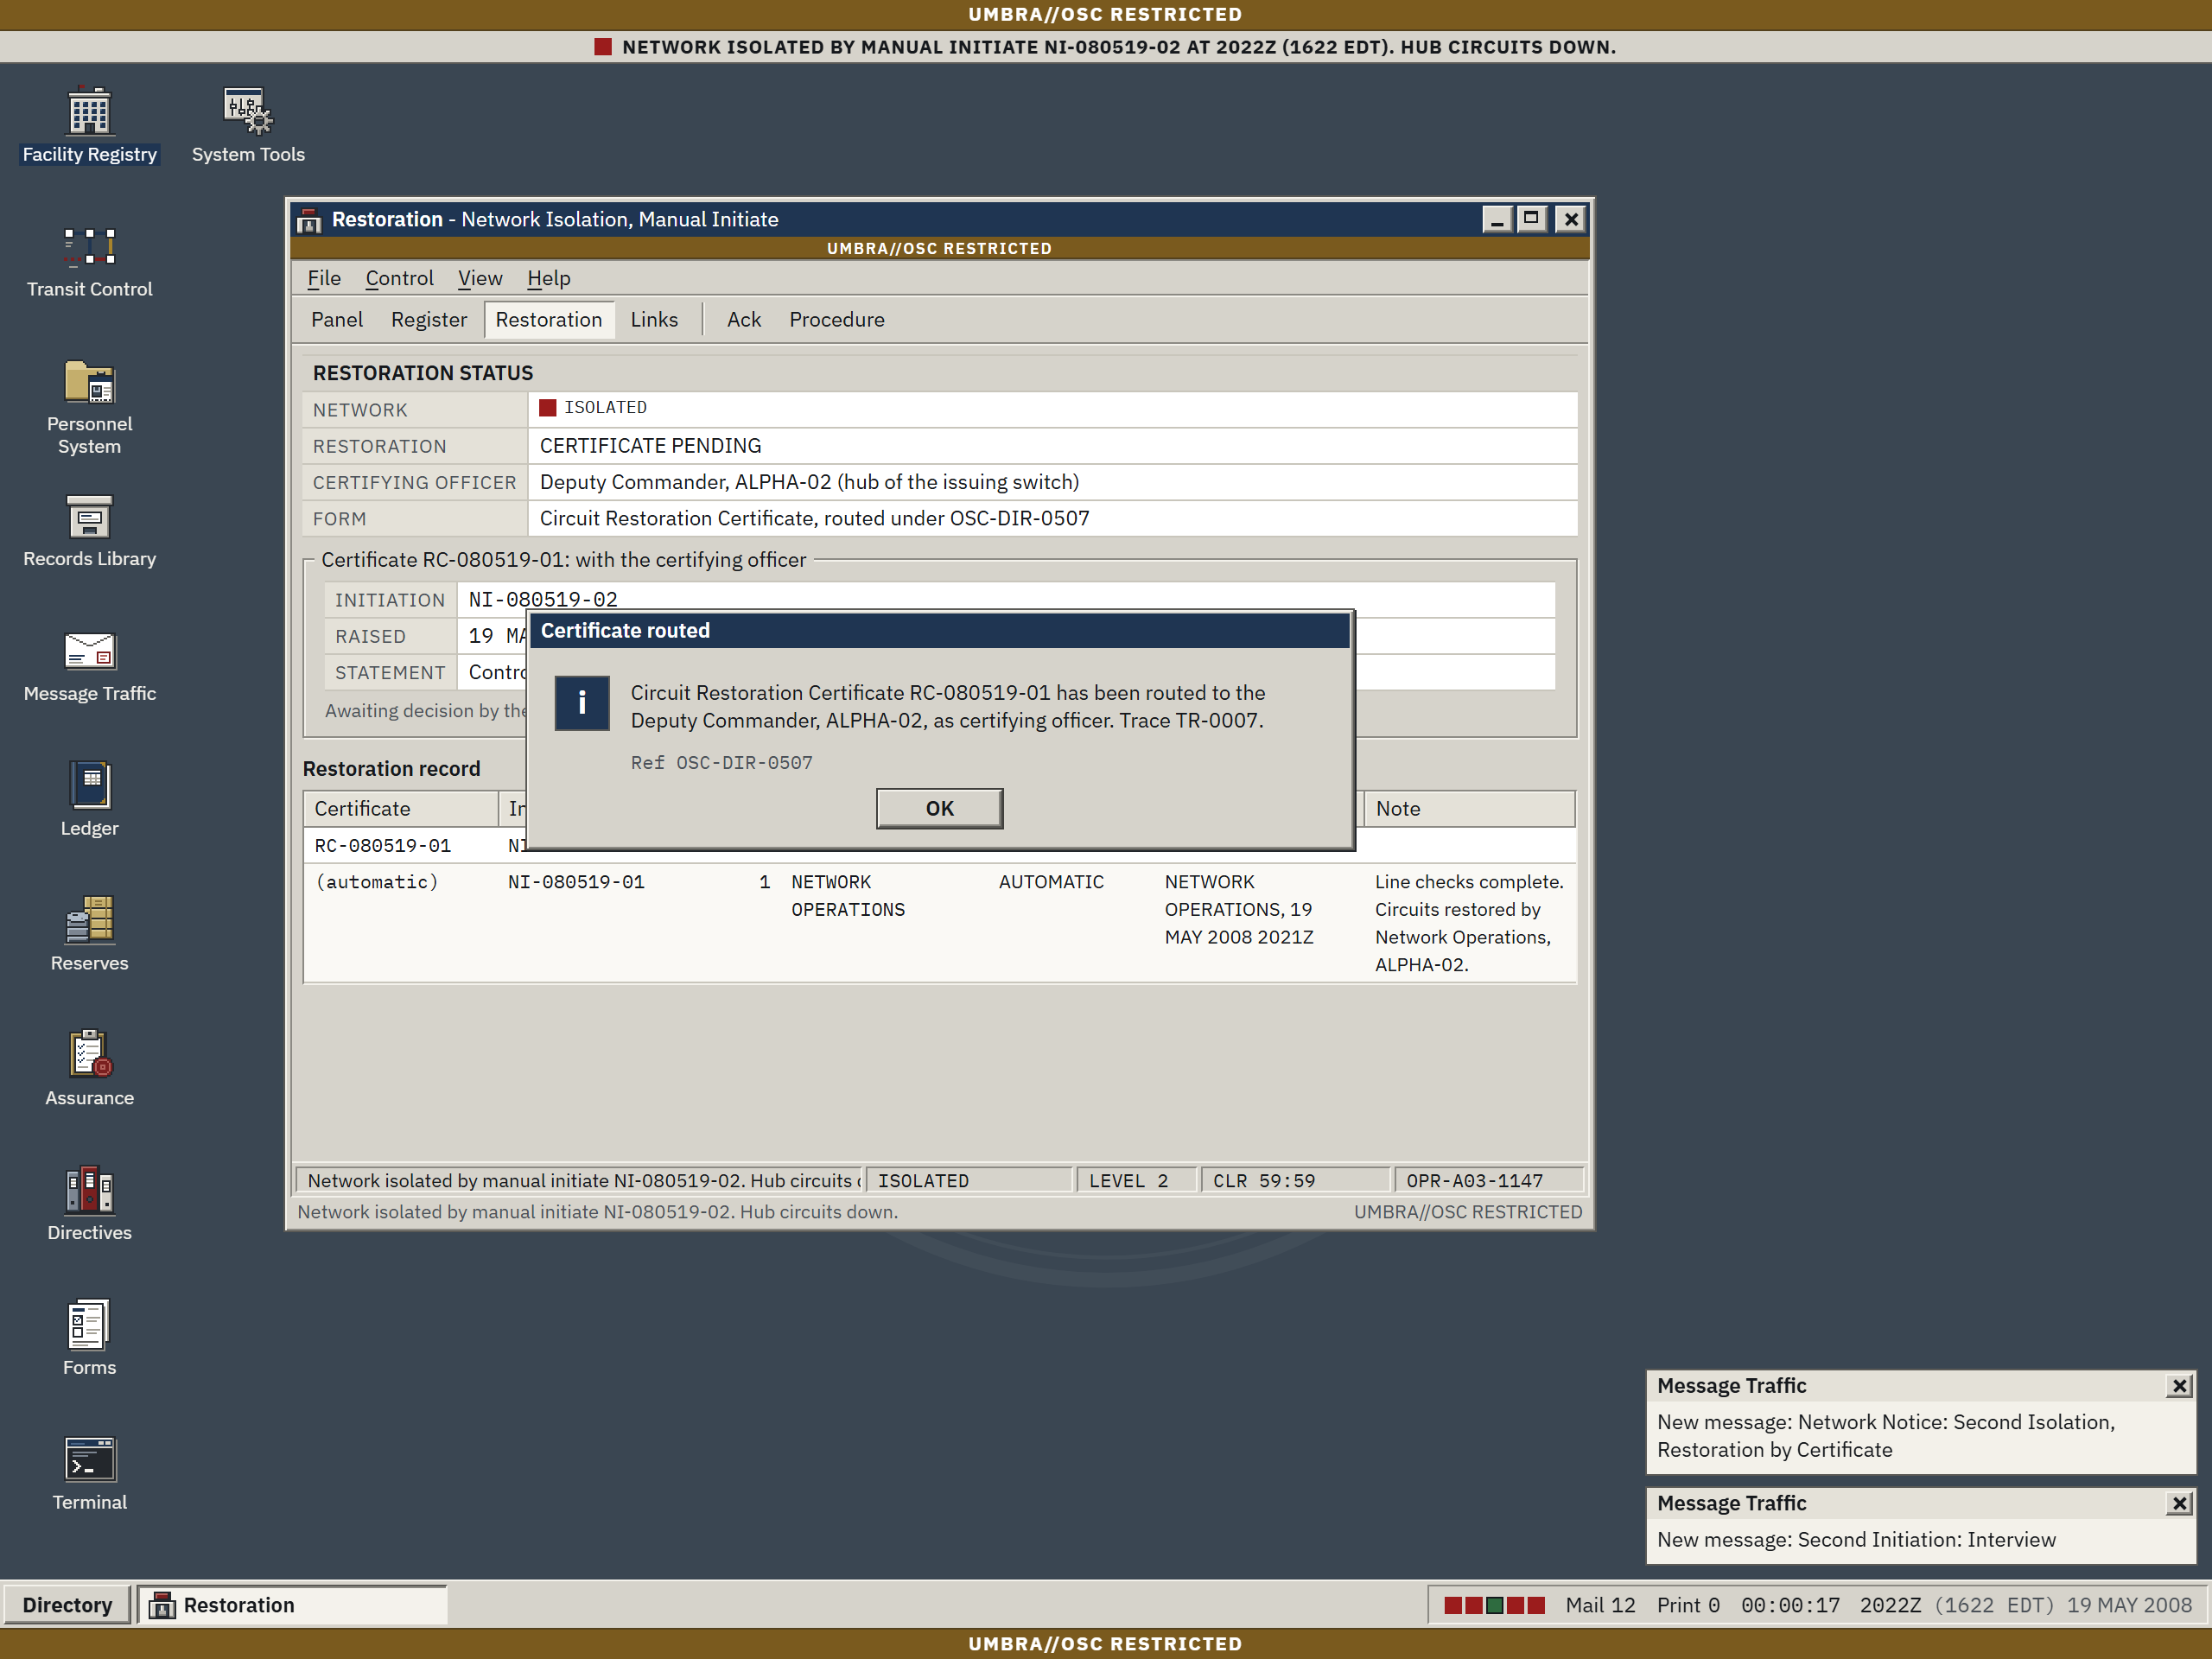 UMBRA//OSC RESTRICTED
NETWORK ISOLATED BY MANUAL INITIATE NI-080519-02 AT 2022Z (1622 EDT). HUB CIRCUITS DOWN.
Facility Registry
System Tools
Transit Control
Personnel
System
Records Library
Message Traffic
Ledger
Reserves
Assurance
Directives
Forms
Terminal
Restoration - Network Isolation, Manual Initiate
UMBRA//OSC RESTRICTED
File Control View Help
Panel Register Restoration Links Ack Procedure
RESTORATION STATUS
NETWORK ISOLATED
RESTORATION CERTIFICATE PENDING
CERTIFYING OFFICER Deputy Commander, ALPHA-02 (hub of the issuing switch)
FORM Circuit Restoration Certificate, routed under OSC-DIR-0507
Certificate RC-080519-01: with the certifying officer
INITIATION NI-080519-02
RAISED 19
STATEMENT
Awaiting decision by
Certificate routed
i
Circuit Restoration Certificate RC-080519-01 has been routed to the
Deputy Commander, ALPHA-02, as certifying officer. Trace TR-0007.
Ref OSC-DIR-0507
OK
Restoration record
Certificate Note
RC-080519-01
(automatic) NI-080519-01 1 NETWORK AUTOMATIC NETWORK Line checks complete.
OPERATIONS OPERATIONS, 19 Circuits restored by
MAY 2008 2021Z Network Operations,
ALPHA-02.
Network isolated by manual initiate NI-080519-02. Hub circuits ISOLATED LEVEL 2 CLR 59:59 OPR-A03-1147
Network isolated by manual initiate NI-080519-02. Hub circuits down. UMBRA//OSC RESTRICTED
Message Traffic
New message: Network Notice: Second Isolation,
Restoration by Certificate
Message Traffic
New message: Second Initiation: Interview
Directory Restoration Mail 12 Print 0 00:00:17 2022Z (1622 EDT) 19 MAY 2008
UMBRA//OSC RESTRICTED